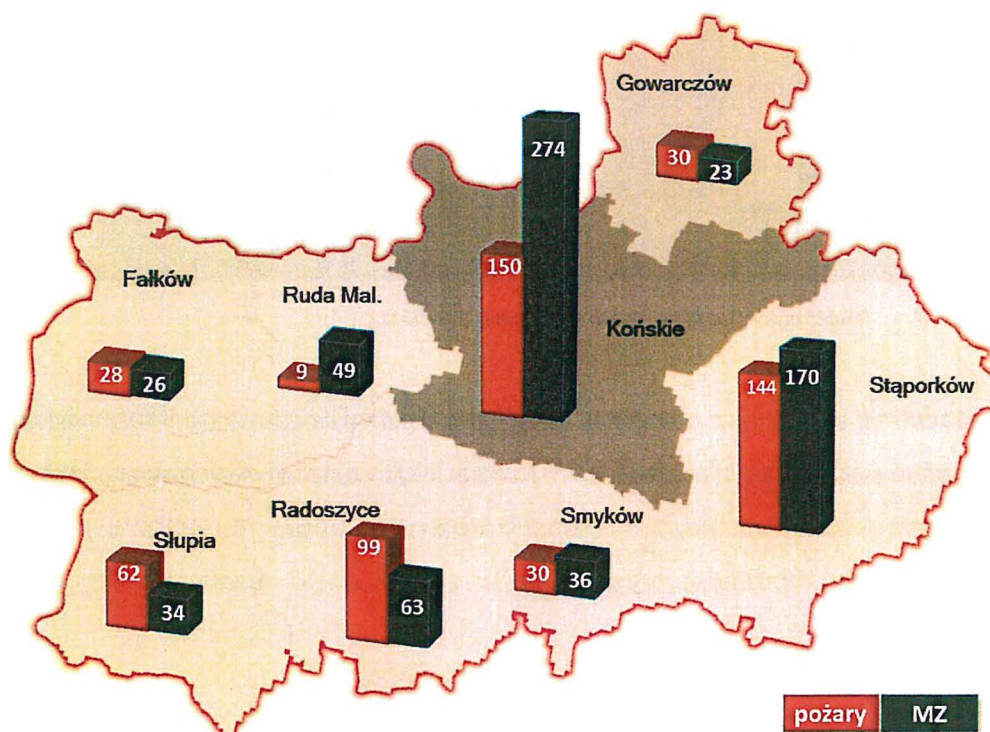 Gowarczów
30
23
274
150
Końskie
Fałków
28
26
Ruda Mal.
9
49
Stąporków
144
170
Radoszyce
99
63
Smyków
30
36
Słupia
62
34
pożary MZ